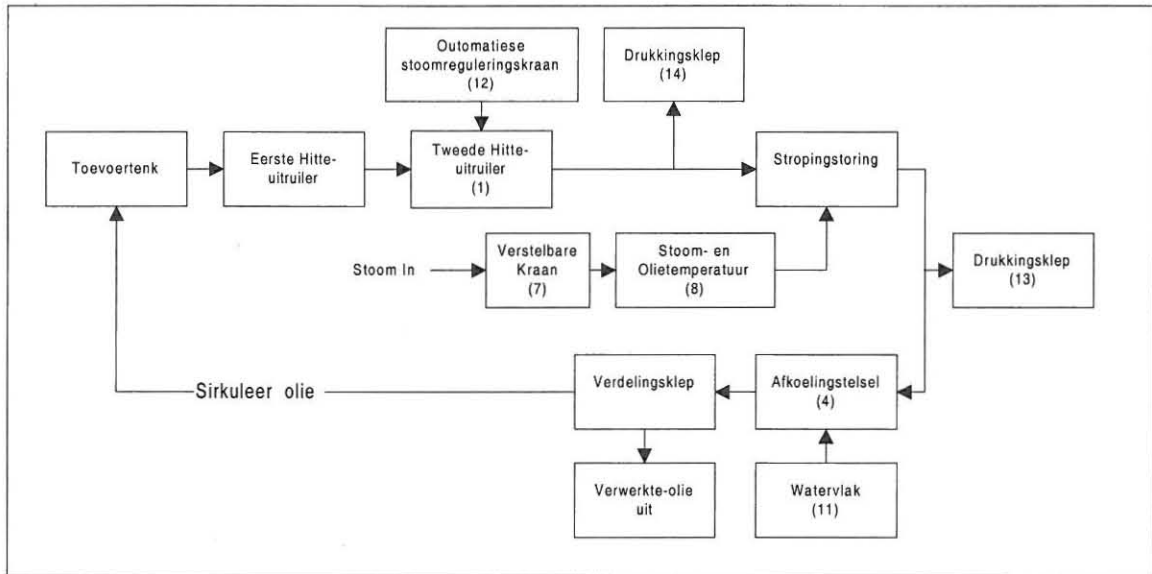 Outomatiese
stoomreguleringskraan
(12)
Drukkingsklep
(14)
Toevoertenk
Eerste Hitte-
uitruiler
Tweede Hitte-
uitruiler
(1)
Stropingstoring
Stoom In
Verstelbare
Kraan
(7)
Stoom- en
Olietemperatuur
(8)
Drukkingsklep
(13)
Sirkuleer olie
Verdelingsklep
Afkoelingstelsel
(4)
Verwerkte-olie
uit
Watervlak
(11)